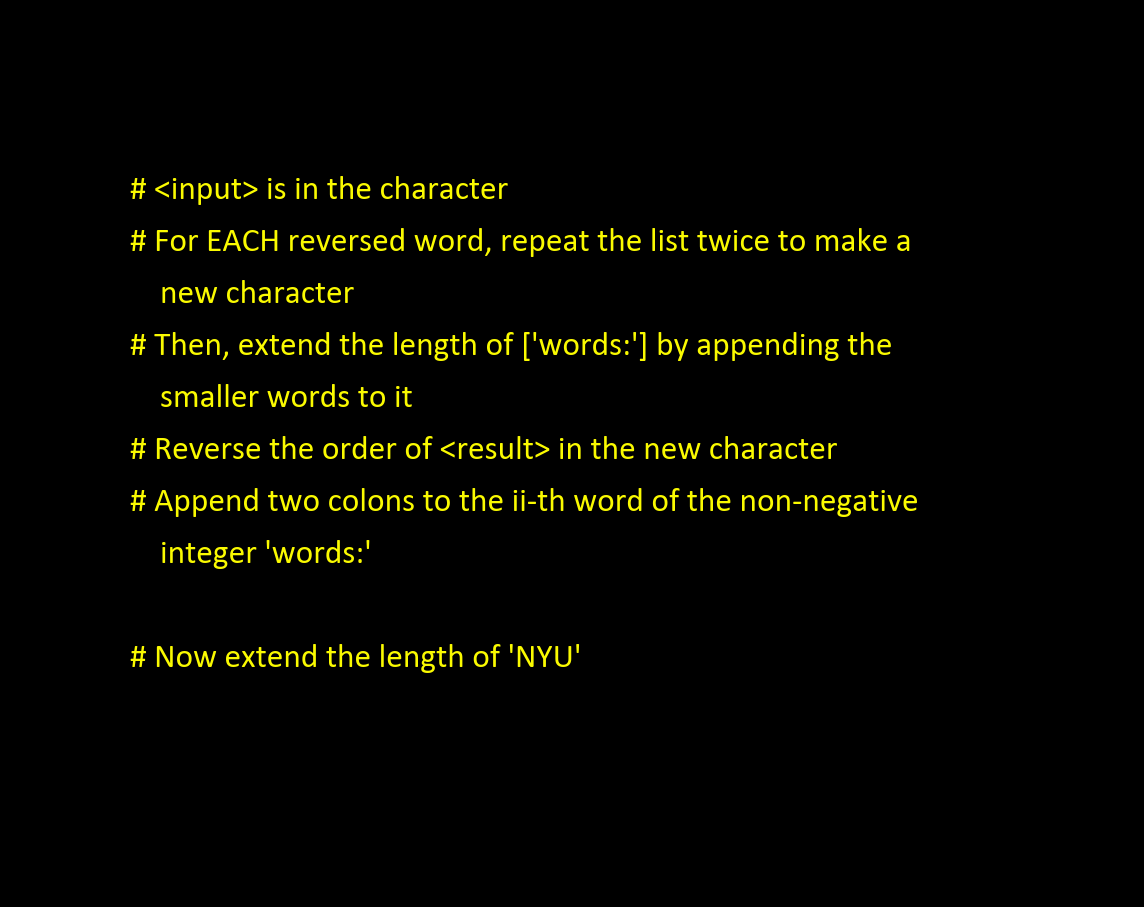 # <input> is in the character
# For EACH reversed word, repeat the list twice to make a
new character
# Then, extend the length of ['words:'] by appending the
smaller words to it
# Reverse the order of <result> in the new character
# Append two colons to the ii-th word of the non-negative
integer 'words:'
# Now extend the length of 'NYU'